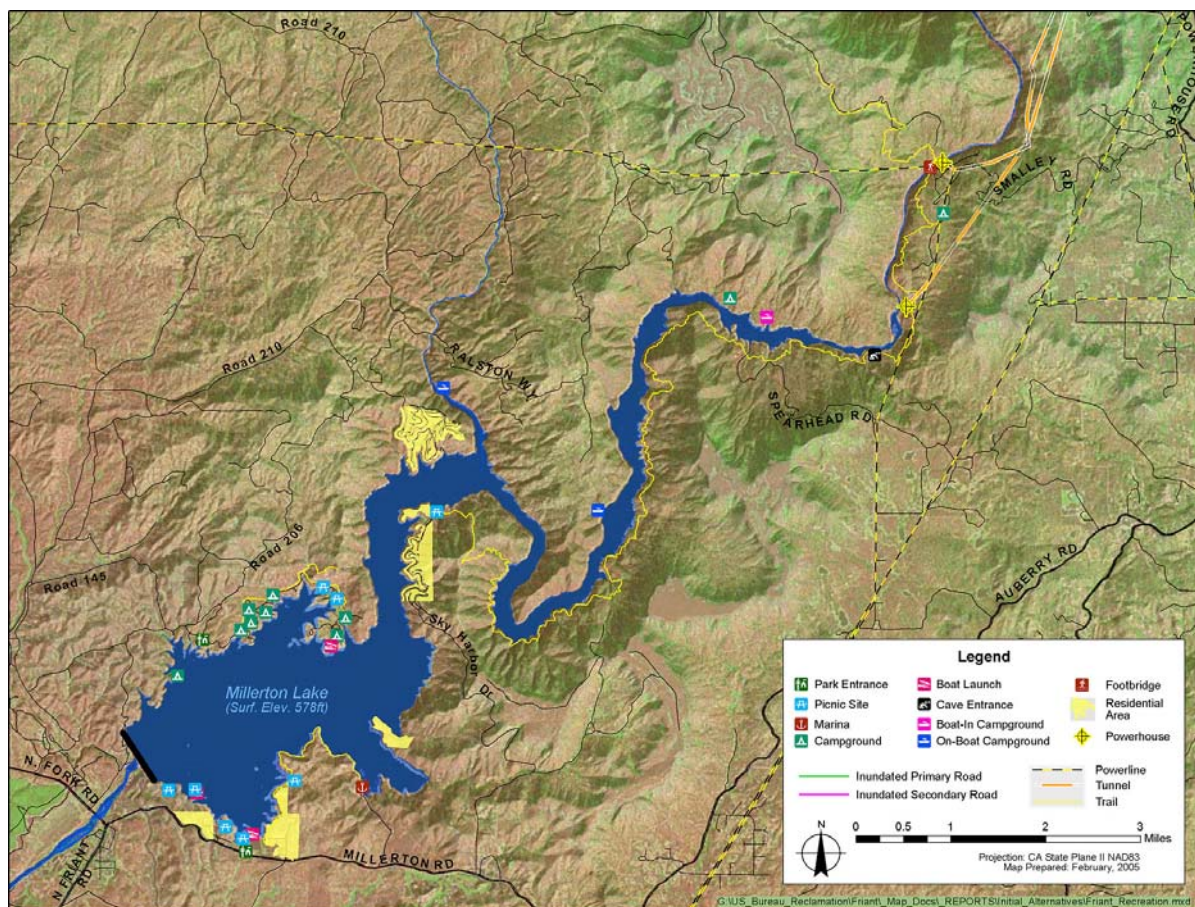 Road 210
POWERHOUSE RD
SMALLEY RD
RALSTON WY
Road 210
SPEARHEAD RD
Road 206
Road 145
AUBERRY RD
Sky Harbor Dr.
Millerton Lake
(Surf. Elev. 578ft)
N. FORK RD
N FRIANT RD
MILLERTON RD
Legend
Park Entrance
Picnic Site
Marina
Campground
Boat Launch
Cave Entrance
Boat-In Campground
On-Boat Campground
Footbridge
Residential
Area
Powerhouse
Inundated Primary Road
Inundated Secondary Road
Powerline
Tunnel
Trail
N
0 0.5 1 2 3
Miles
Projection: CA State Plane II NAD83
Map Prepared: February, 2005
G:\US_Bureau_Reclamation\Friant\_Map_Docs\_REPORTS\Initial_Alternatives\Friant_Recreation.mxd